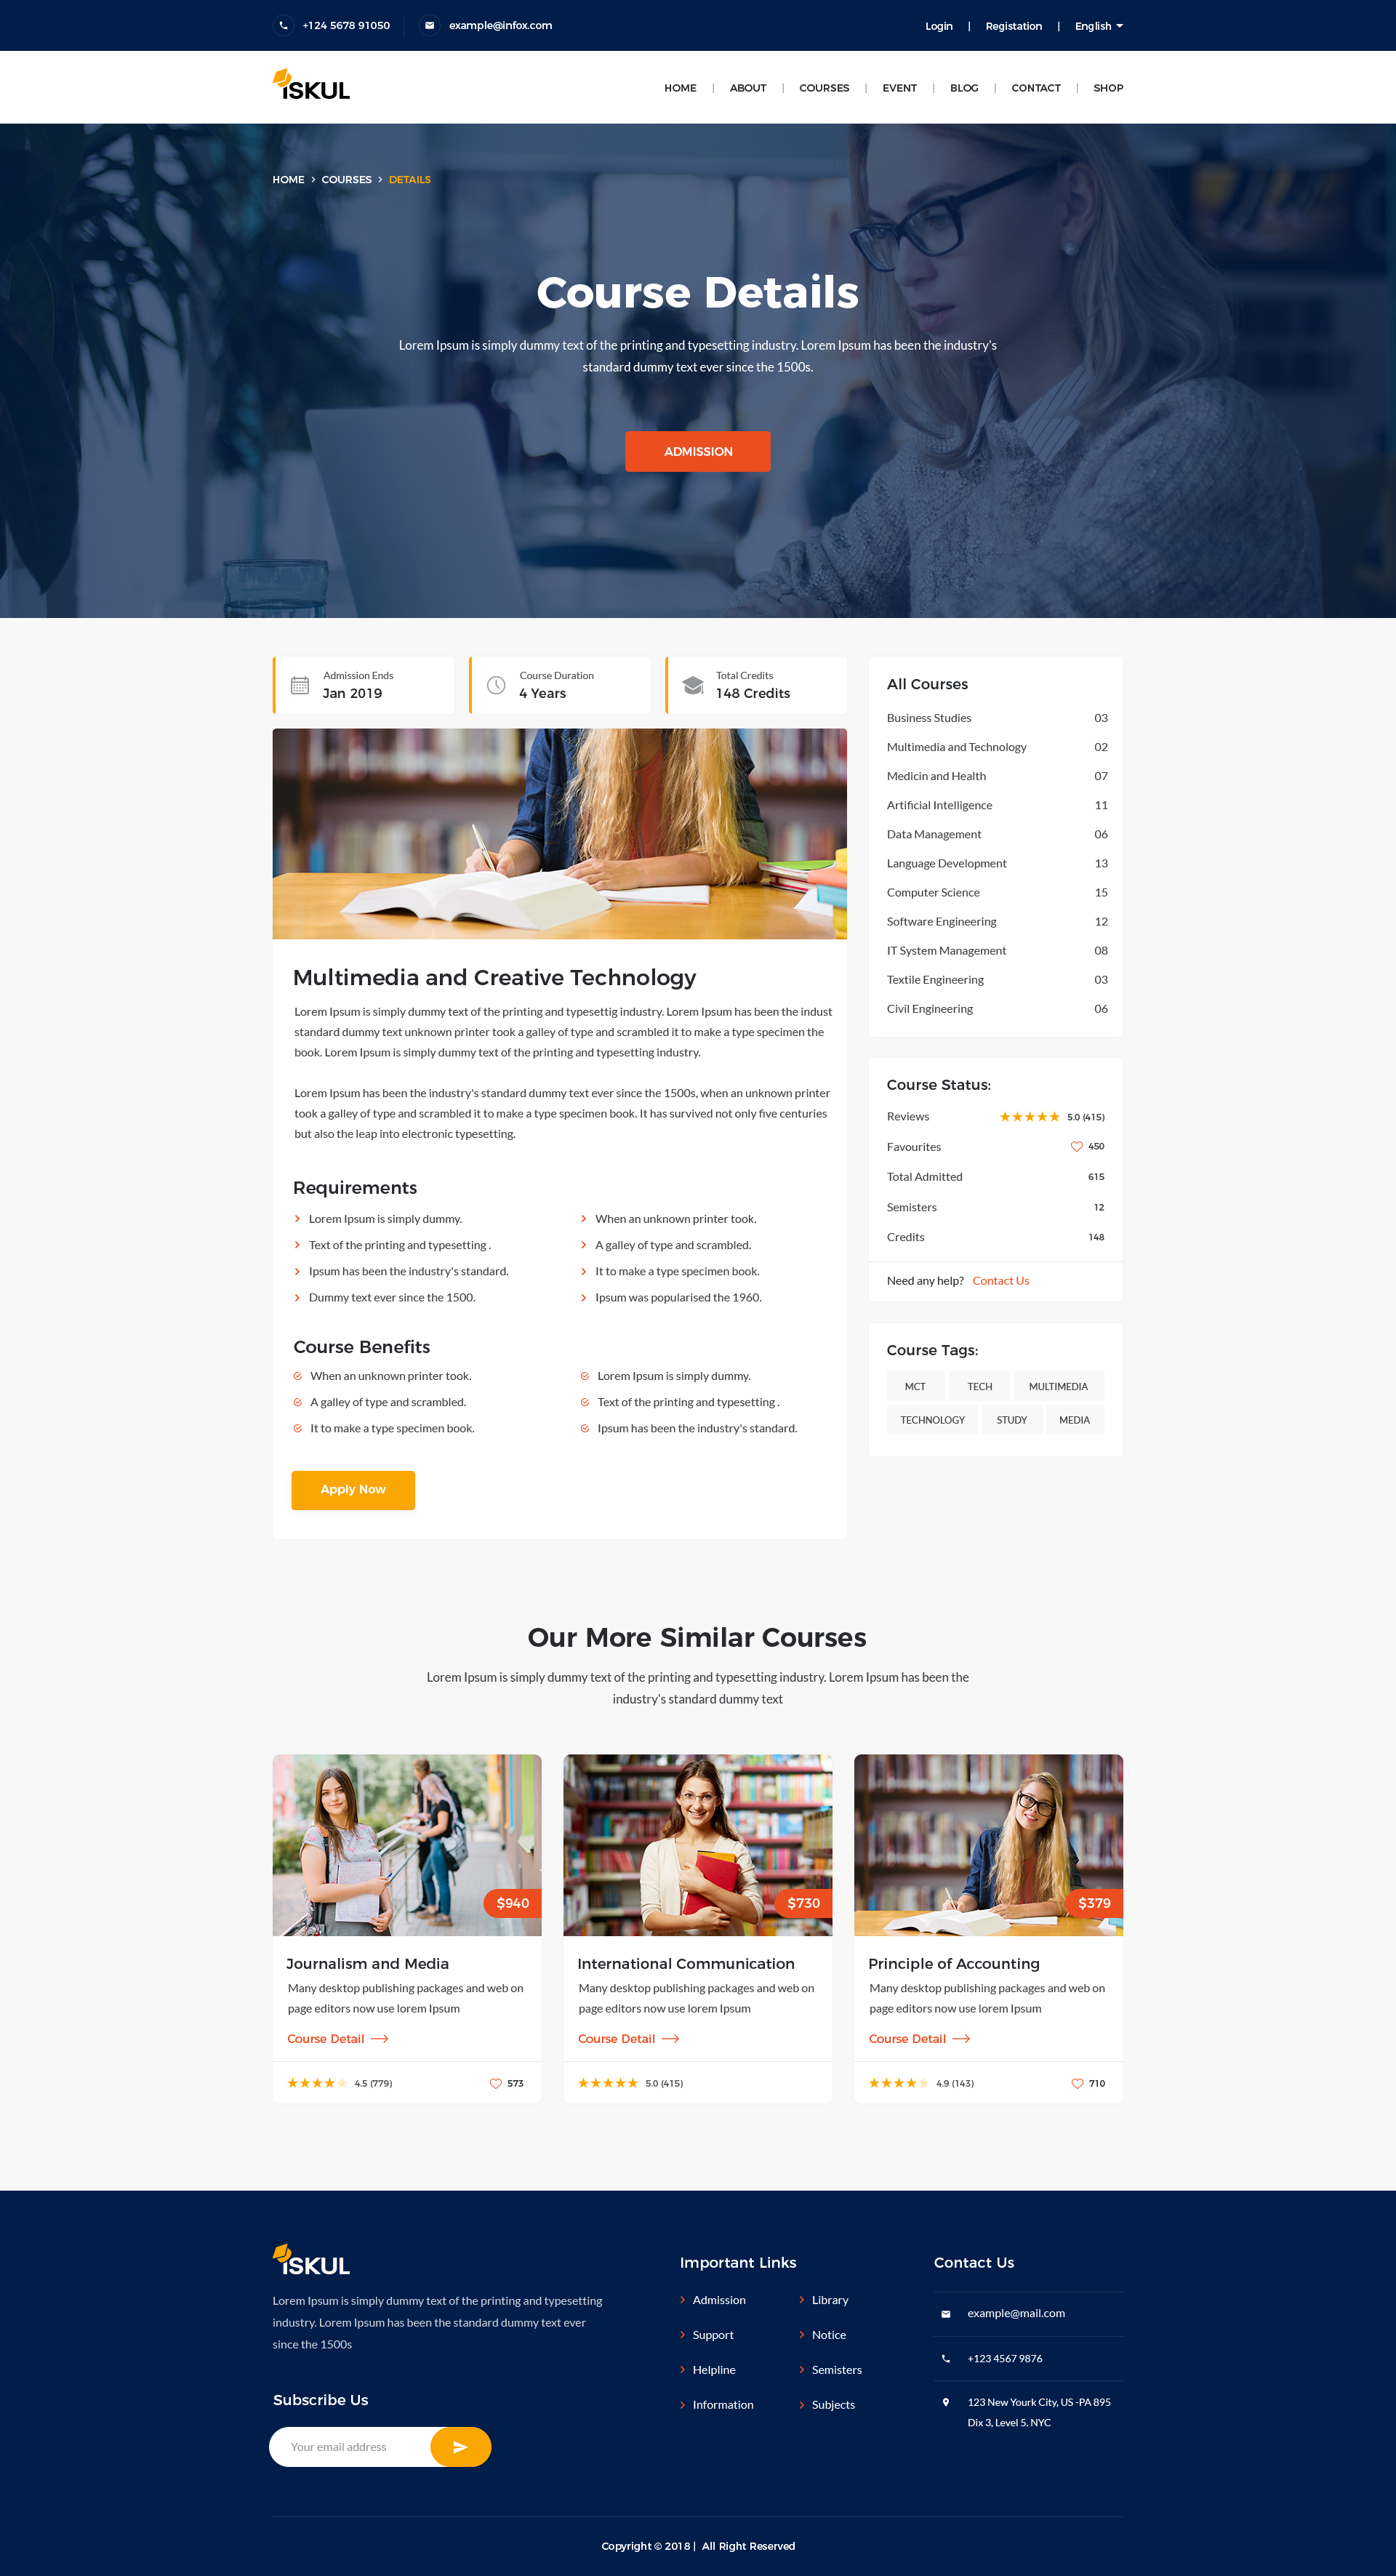 +124 5678 91050 example@infox.com Login | Registation | English
ISKUL HOME | ABOUT | COURSES | EVENT | BLOG | CONTACT | SHOP
HOME > COURSES > DETAILS
Course Details
Lorem Ipsum is simply dummy text of the printing and typesetting industry. Lorem Ipsum has been the industry's
standard dummy text ever since the 1500s.
ADMISSION
Admission Ends
Jan 2019
Course Duration
4 Years
Total Credits
148 Credits
Multimedia and Creative Technology
Lorem Ipsum is simply dummy text of the printing and typesettig industry. Lorem Ipsum has been the indust
standard dummy text unknown printer took a galley of type and scrambled it to make a type specimen the
book. Lorem Ipsum is simply dummy text of the printing and typesetting industry.
Lorem Ipsum has been the industry's standard dummy text ever since the 1500s, when an unknown printer
took a galley of type and scrambled it to make a type specimen book. It has survived not only five centuries
but also the leap into electronic typesetting.
Requirements
Lorem Ipsum is simply dummy.
Text of the printing and typesetting .
Ipsum has been the industry's standard.
Dummy text ever since the 1500.
When an unknown printer took.
A galley of type and scrambled.
It to make a type specimen book.
Ipsum was popularised the 1960.
Course Benefits
When an unknown printer took.
A galley of type and scrambled.
It to make a type specimen book.
Lorem Ipsum is simply dummy.
Text of the printing and typesetting .
Ipsum has been the industry's standard.
Apply Now
All Courses
Business Studies 03
Multimedia and Technology 02
Medicin and Health 07
Artificial Intelligence 11
Data Management 06
Language Development 13
Computer Science 15
Software Engineering 12
IT System Management 08
Textile Engineering 03
Civil Engineering 06
Course Status:
Reviews 5.0 (415)
Favourites 450
Total Admitted 615
Semisters 12
Credits 148
Need any help? Contact Us
Course Tags:
MCT TECH MULTIMEDIA
TECHNOLOGY STUDY MEDIA
Our More Similar Courses
Lorem Ipsum is simply dummy text of the printing and typesetting industry. Lorem Ipsum has been the
industry's standard dummy text
$940
Journalism and Media
Many desktop publishing packages and web on
page editors now use lorem Ipsum
Course Detail
4.5 (779) 573
$730
International Communication
Many desktop publishing packages and web on
page editors now use lorem Ipsum
Course Detail
5.0 (415)
$379
Principle of Accounting
Many desktop publishing packages and web on
page editors now use lorem Ipsum
Course Detail
4.9 (143) 710
ISKUL
Lorem Ipsum is simply dummy text of the printing and typesetting
industry. Lorem Ipsum has been the standard dummy text ever
since the 1500s
Subscribe Us
Your email address
Important Links
Admission
Support
Helpline
Information
Library
Notice
Semisters
Subjects
Contact Us
example@mail.com
+123 4567 9876
123 New Yourk City, US -PA 895
Dix 3, Level 5. NYC
Copyright © 2018 | All Right Reserved